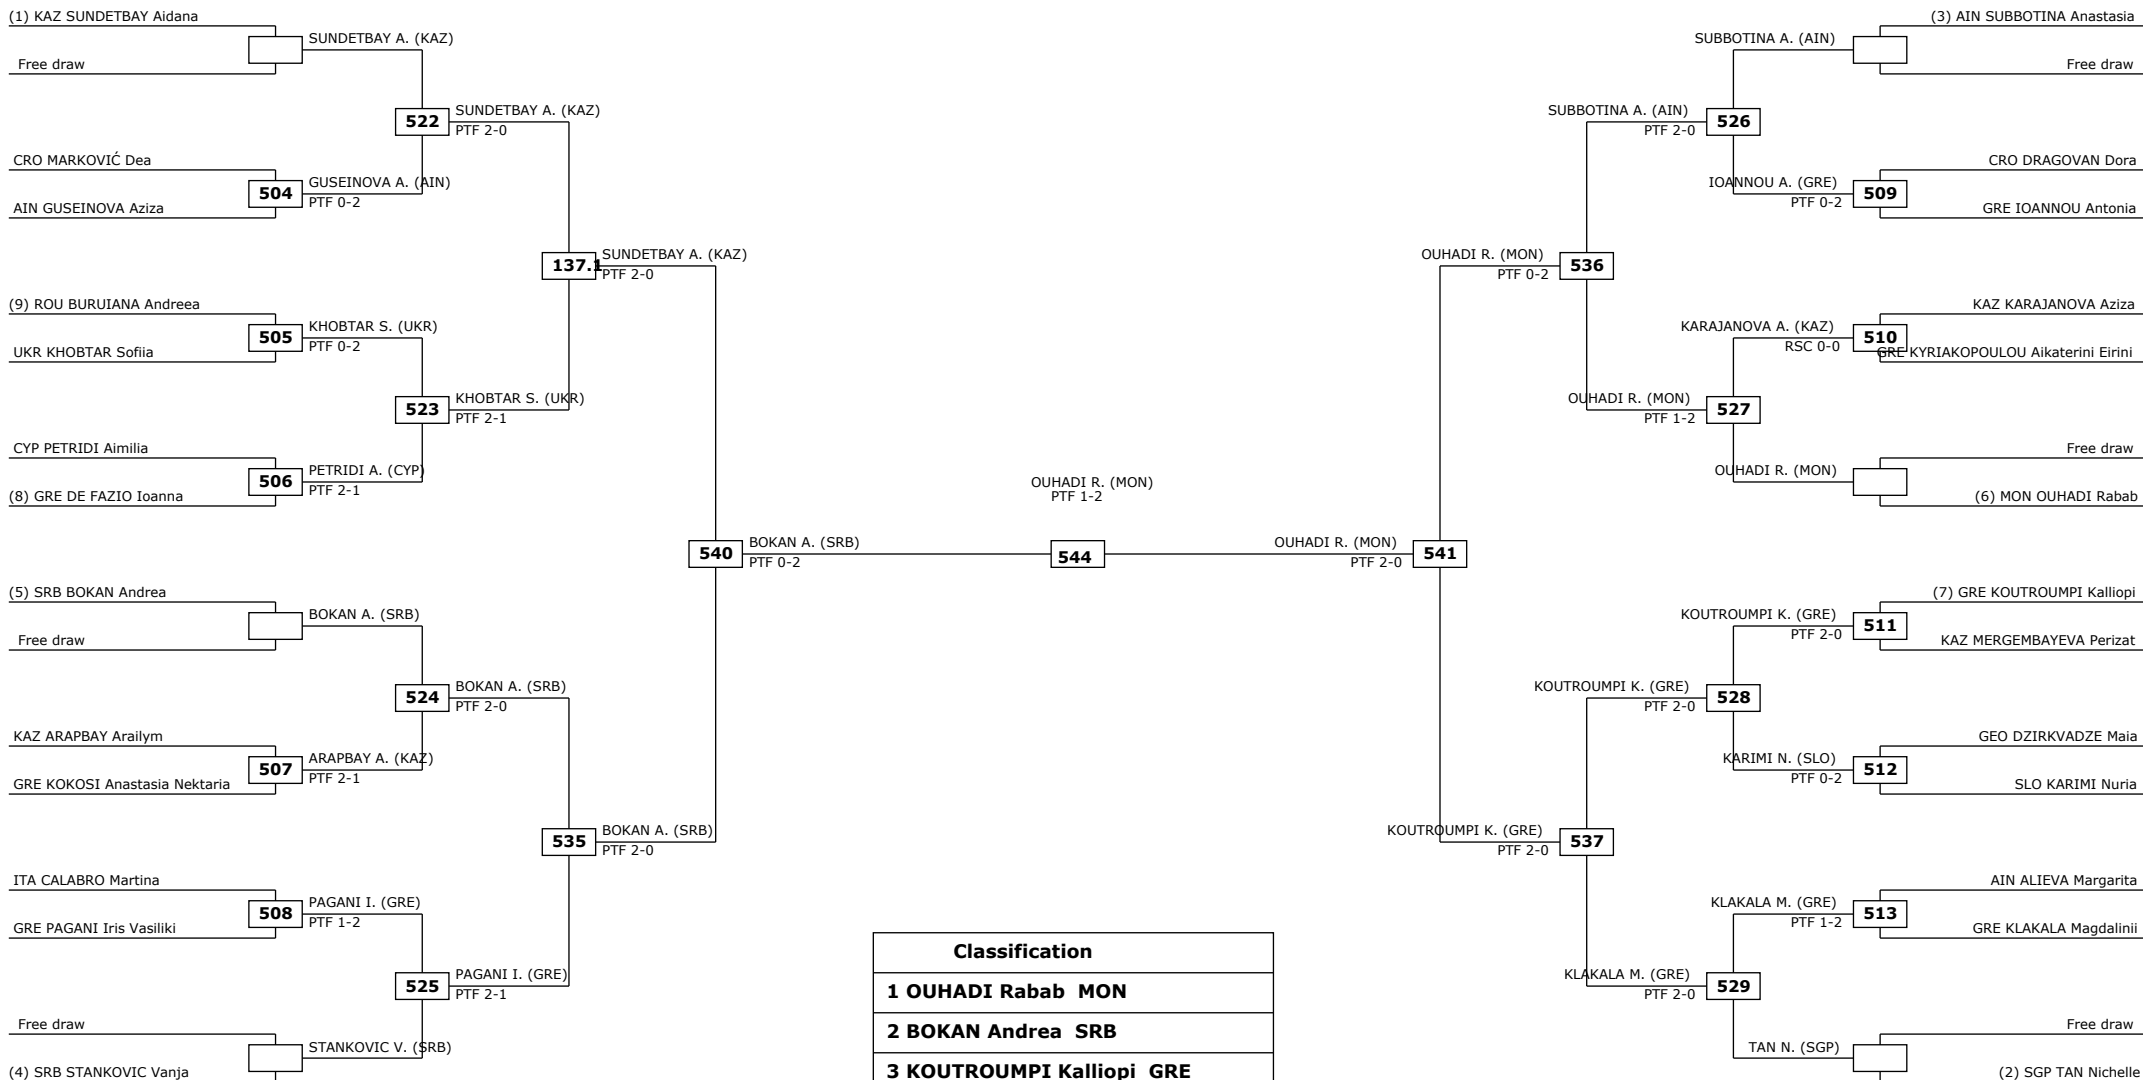 (1) KAZ SUNDETBAY Aidana
SUNDETBAY A. (KAZ)
Free draw
522
SUNDETBAY A. (KAZ)
PTF 2-0
CRO MARKOVIĆ Dea
504
GUSEINOVA A. (AIN)
PTF 0-2
AIN GUSEINOVA Aziza
137.1
SUNDETBAY A. (KAZ)
PTF 2-0
(9) ROU BURUIANA Andreea
505
KHOBTAR S. (UKR)
PTF 0-2
UKR KHOBTAR Sofiia
523
KHOBTAR S. (UKR)
PTF 2-1
CYP PETRIDI Aimilia
506
PETRIDI A. (CYP)
PTF 2-1
(8) GRE DE FAZIO Ioanna
540
BOKAN A. (SRB)
PTF 0-2
(5) SRB BOKAN Andrea
BOKAN A. (SRB)
Free draw
524
BOKAN A. (SRB)
PTF 2-0
KAZ ARAPBAY Arailym
507
ARAPBAY A. (KAZ)
PTF 2-1
GRE KOKOSI Anastasia Nektaria
535
BOKAN A. (SRB)
PTF 2-0
ITA CALABRO Martina
508
PAGANI I. (GRE)
PTF 1-2
GRE PAGANI Iris Vasiliki
525
PAGANI I. (GRE)
PTF 2-1
Free draw
STANKOVIC V. (SRB)
(4) SRB STANKOVIC Vanja
OUHADI R. (MON)
PTF 1-2
544
Classification
1 OUHADI Rabab MON
2 BOKAN Andrea SRB
3 KOUTROUMPI Kalliopi GRE
(3) AIN SUBBOTINA Anastasia
SUBBOTINA A. (AIN)
Free draw
SUBBOTINA A. (AIN)
PTF 2-0
526
CRO DRAGOVAN Dora
IOANNOU A. (GRE)
PTF 0-2
509
GRE IOANNOU Antonia
OUHADI R. (MON)
PTF 0-2
536
KAZ KARAJANOVA Aziza
KARAJANOVA A. (KAZ)
RSC 0-0
510
GRE KYRIAKOPOULOU Aikaterini Eirini
OUHADI R. (MON)
PTF 1-2
527
Free draw
OUHADI R. (MON)
(6) MON OUHADI Rabab
OUHADI R. (MON)
PTF 2-0
541
(7) GRE KOUTROUMPI Kalliopi
KOUTROUMPI K. (GRE)
PTF 2-0
511
KAZ MERGEMBAYEVA Perizat
KOUTROUMPI K. (GRE)
PTF 2-0
528
GEO DZIRKVADZE Maia
KARIMI N. (SLO)
PTF 0-2
512
SLO KARIMI Nuria
KOUTROUMPI K. (GRE)
PTF 2-0
537
AIN ALIEVA Margarita
KLAKALA M. (GRE)
PTF 1-2
513
GRE KLAKALA Magdalinii
KLAKALA M. (GRE)
PTF 2-0
529
Free draw
TAN N. (SGP)
(2) SGP TAN Nichelle